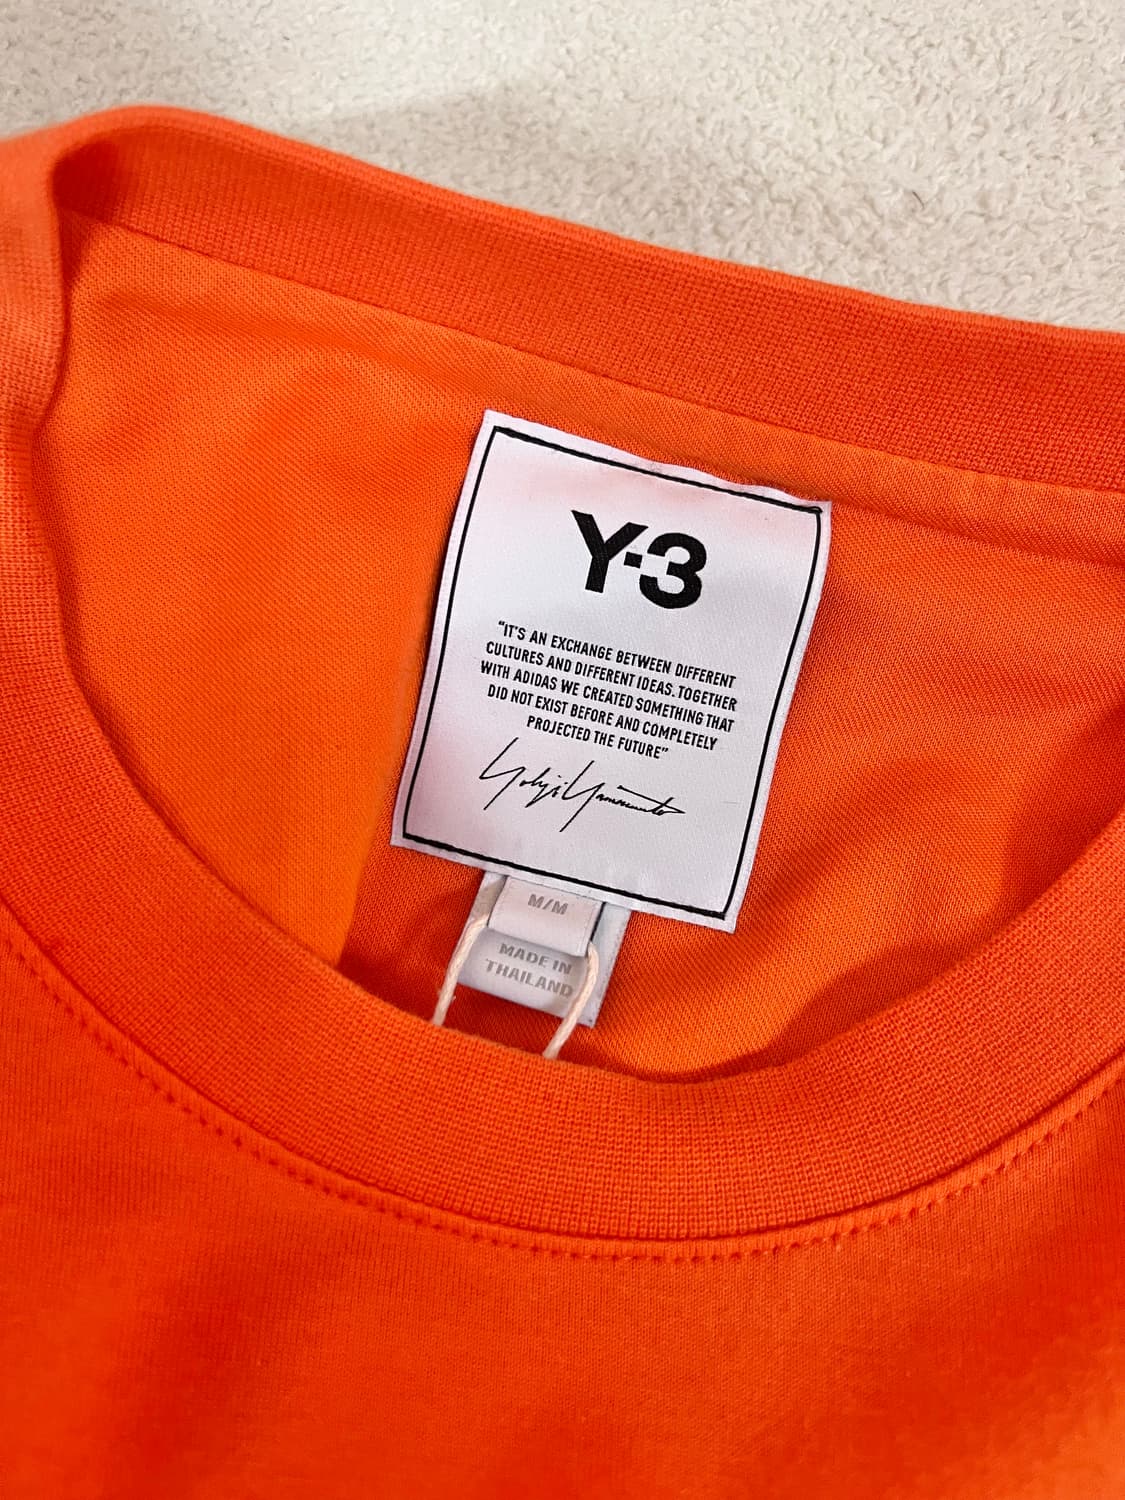 Y-3
“IT'S AN EXCHANGE BETWEEN DIFFERENT
CULTURES AND DIFFERENT IDEAS. TOGETHER
WITH ADIDAS WE CREATED SOMETHING THAT
DID NOT EXIST BEFORE AND COMPLETELY
PROJECTED THE FUTURE”
Yohji Yamamoto
M/M
MADE IN
THAILAND